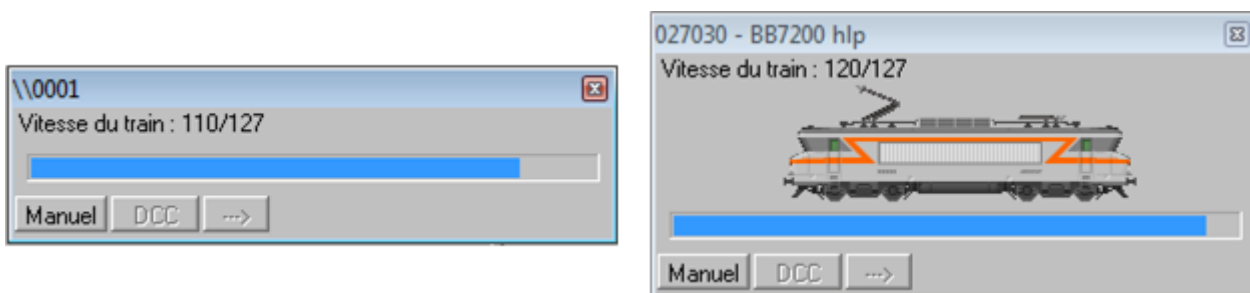 \\0001
Vitesse du train : 110/127
Manuel DCC --->
027030 - BB7200 hlp
Vitesse du train : 120/127
Manuel DCC --->